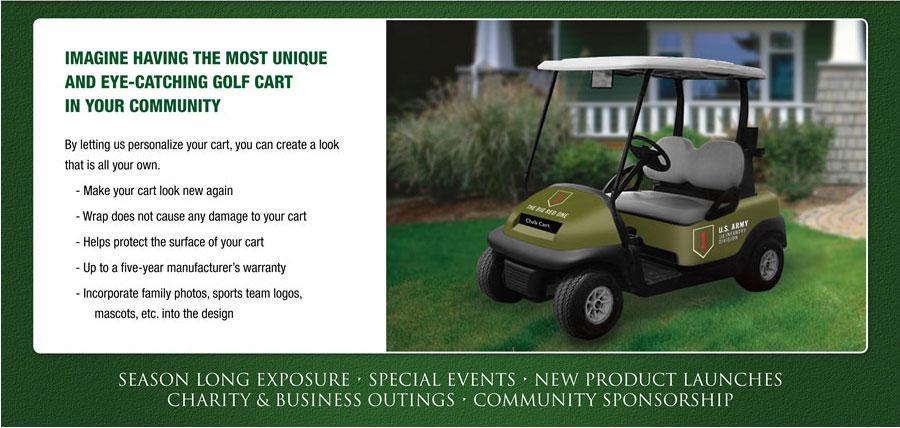 IMAGINE HAVING THE MOST UNIQUE
AND EYE-CATCHING GOLF CART
IN YOUR COMMUNITY
By letting us personalize your cart, you can create a look
that is all your own.
- Make your cart look new again
- Wrap does not cause any damage to your cart
- Helps protect the surface of your cart
- Up to a five-year manufacturer's warranty
- Incorporate family photos, sports team logos,
mascots, etc. into the design
THE BIG RED ONE
Club Cart
1
U.S. ARMY
INFANTRY
DIVISION
SEASON LONG EXPOSURE · SPECIAL EVENTS · NEW PRODUCT LAUNCHES
CHARITY & BUSINESS OUTINGS · COMMUNITY SPONSORSHIP